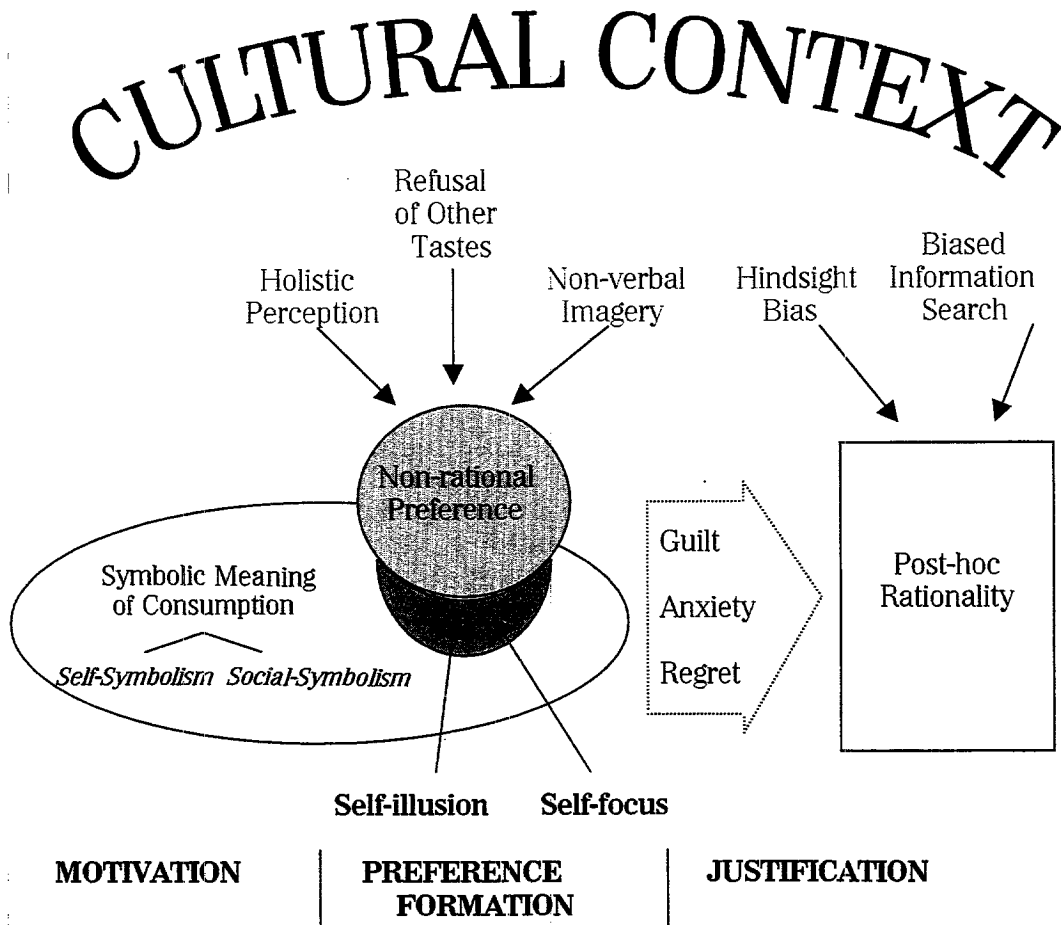 CULTURAL CONTEXT
Refusal
of Other
Tastes
Holistic
Perception
Non-verbal
Imagery
Hindsight
Bias
Biased
Information
Search
Non-rational
Preference
Symbolic Meaning
of Consumption
Self-Symbolism Social-Symbolism
Guilt
Anxiety
Regret
Post-hoc
Rationality
Self-illusion
Self-focus
MOTIVATION
PREFERENCE
FORMATION
JUSTIFICATION